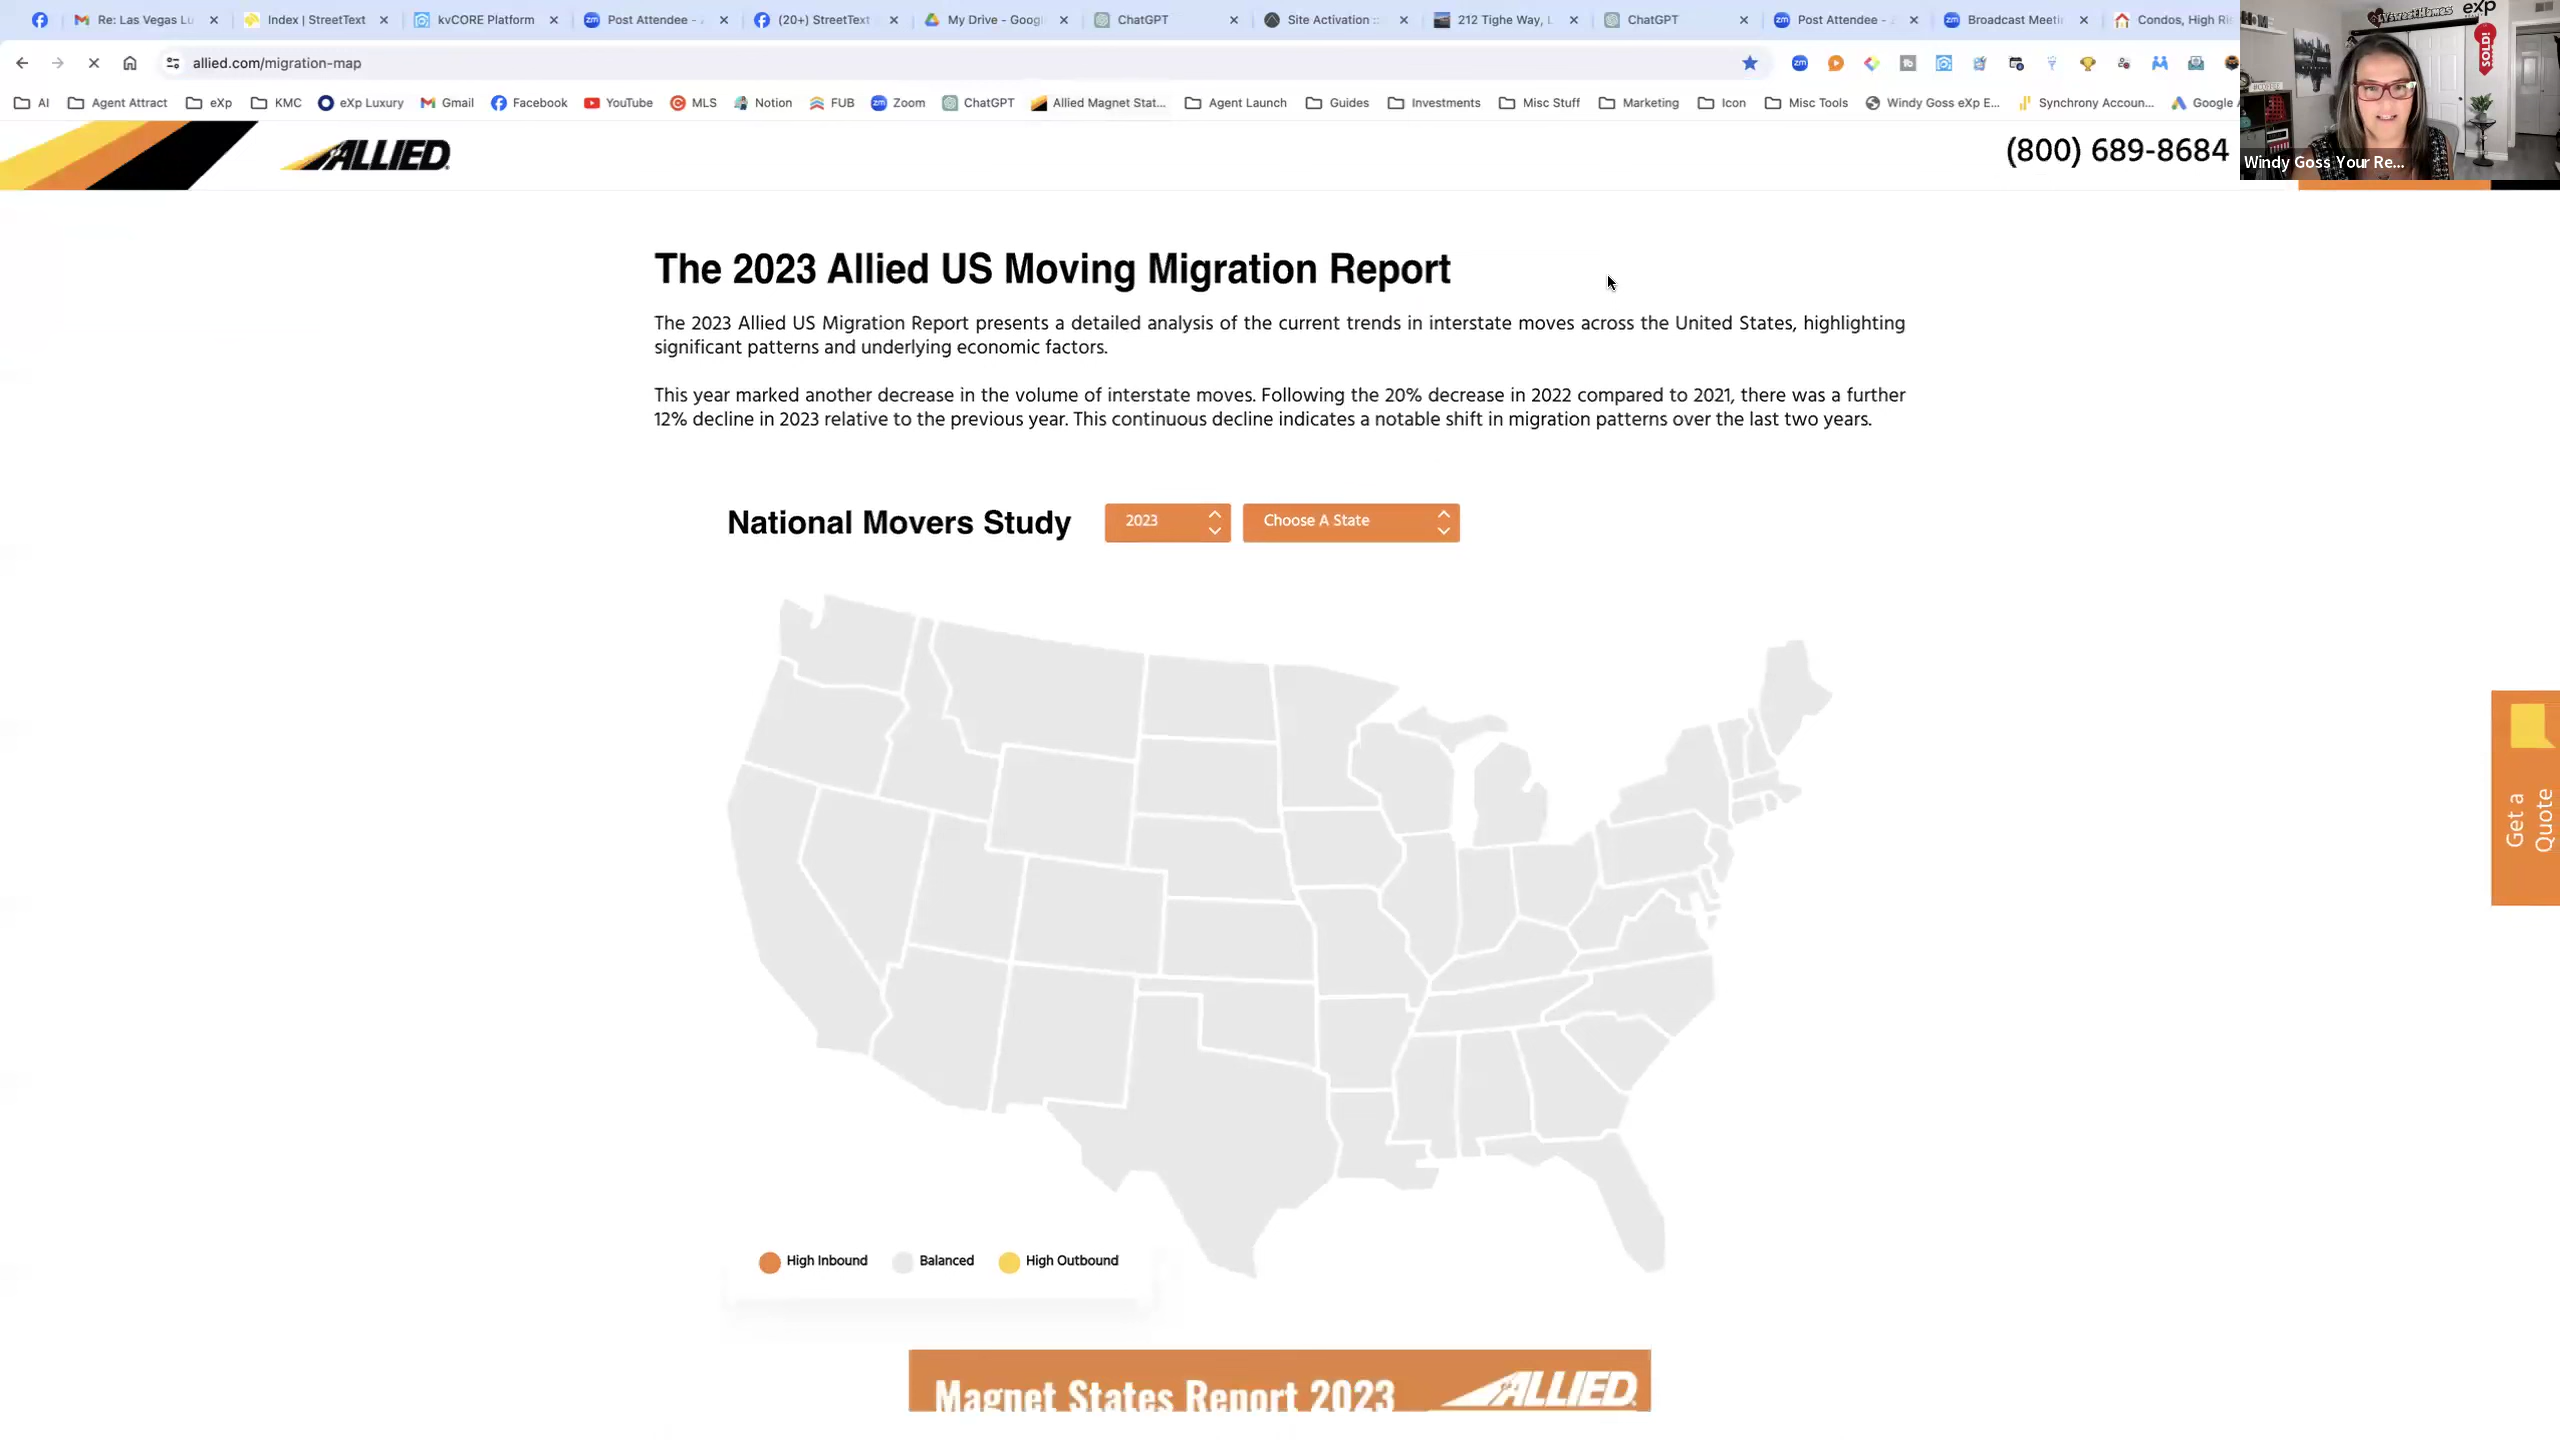 Re: Las Vegas Lu
Index | StreetText
kvCORE Platform
Post Attendee -
(20+) StreetText
My Drive - Googl
ChatGPT
Site Activation ::
212 Tighe Way, L
ChatGPT
Post Attendee -
Broadcast Meeti
Condos, High Ri
allied.com/migration-map
AI
Agent Attract
eXp
KMC
eXp Luxury
Gmail
Facebook
YouTube
MLS
Notion
FUB
Zoom
ChatGPT
Allied Magnet Stat...
Agent Launch
Guides
Investments
Misc Stuff
Marketing
Icon
Misc Tools
Windy Goss eXp E...
Synchrony Accoun...
Google
exp
SOLD!
Windy Goss Your Re...
ALLIED
(800) 689-8684
The 2023 Allied US Moving Migration Report
The 2023 Allied US Migration Report presents a detailed analysis of the current trends in interstate moves across the United States, highlighting
significant patterns and underlying economic factors.
This year marked another decrease in the volume of interstate moves. Following the 20% decrease in 2022 compared to 2021, there was a further
12% decline in 2023 relative to the previous year. This continuous decline indicates a notable shift in migration patterns over the last two years.
National Movers Study
2023
Choose A State
Get a
Quote
High Inbound
Balanced
High Outbound
Magnet States Report 2023
ALLIED